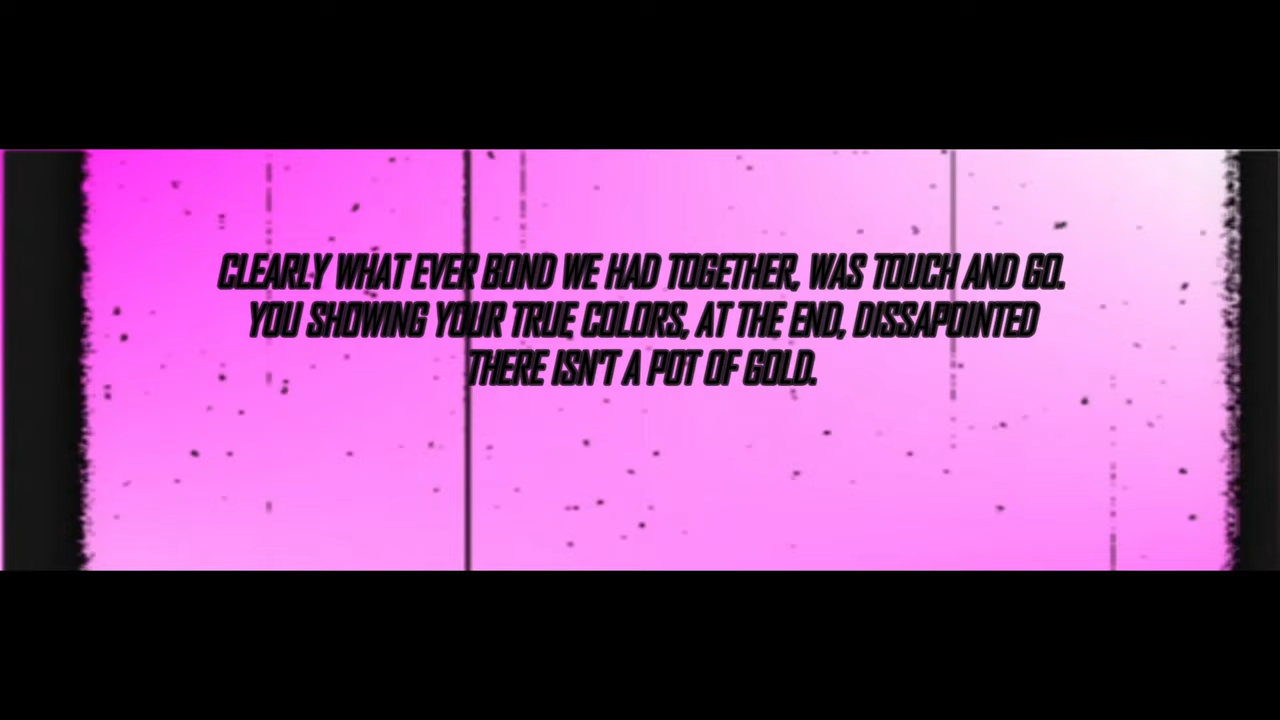 CLEARLY WHAT EVER BOND WE HAD TOGETHER, WAS TOUCH AND GO.
YOU SHOWING YOUR TRUE COLORS, AT THE END, DISSAPOINTED
THERE ISN'T A POT OF GOLD.